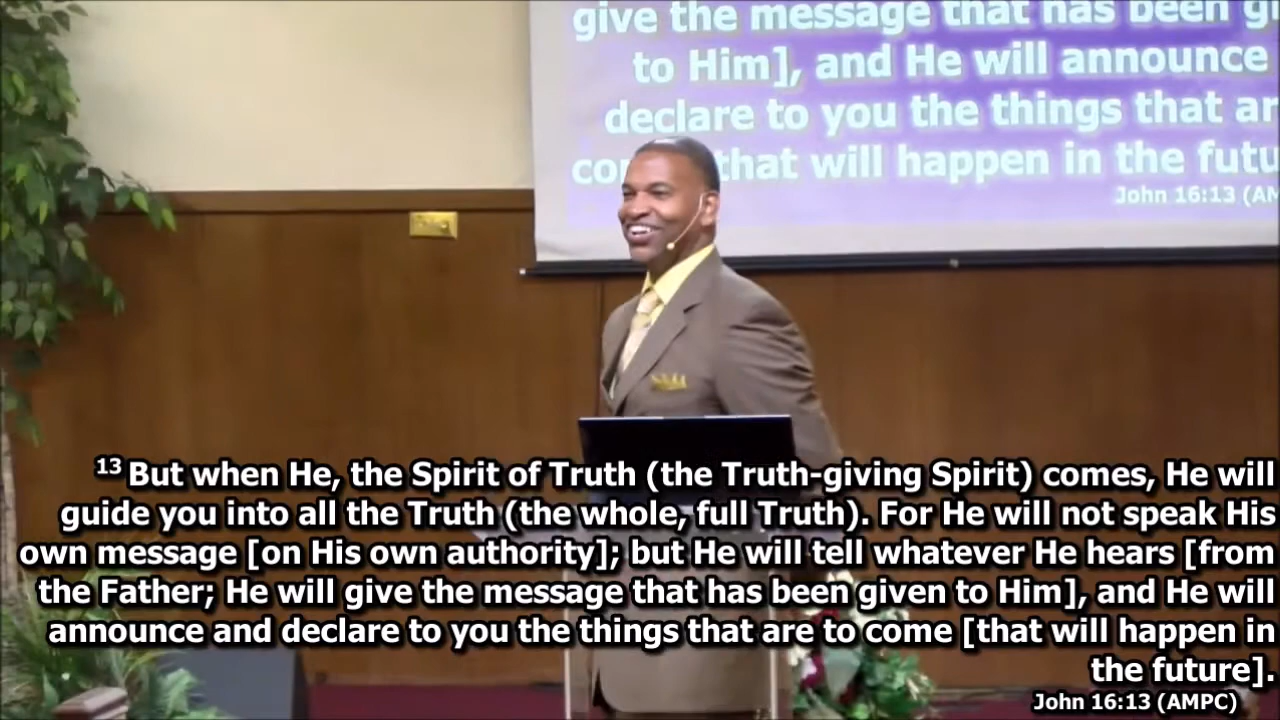 give the message that has been gi
to Him], and He will announce
declare to you the things that ar
co that will happen in the futu
John 16:13 (AM
13 But when He, the Spirit of Truth (the Truth-giving Spirit) comes, He will
guide you into all the Truth (the whole, full Truth). For He will not speak His
own message [on His own authority]; but He will tell whatever He hears [from
the Father; He will give the message that has been given to Him], and He will
announce and declare to you the things that are to come [that will happen in
the future].
John 16:13 (AMPC)